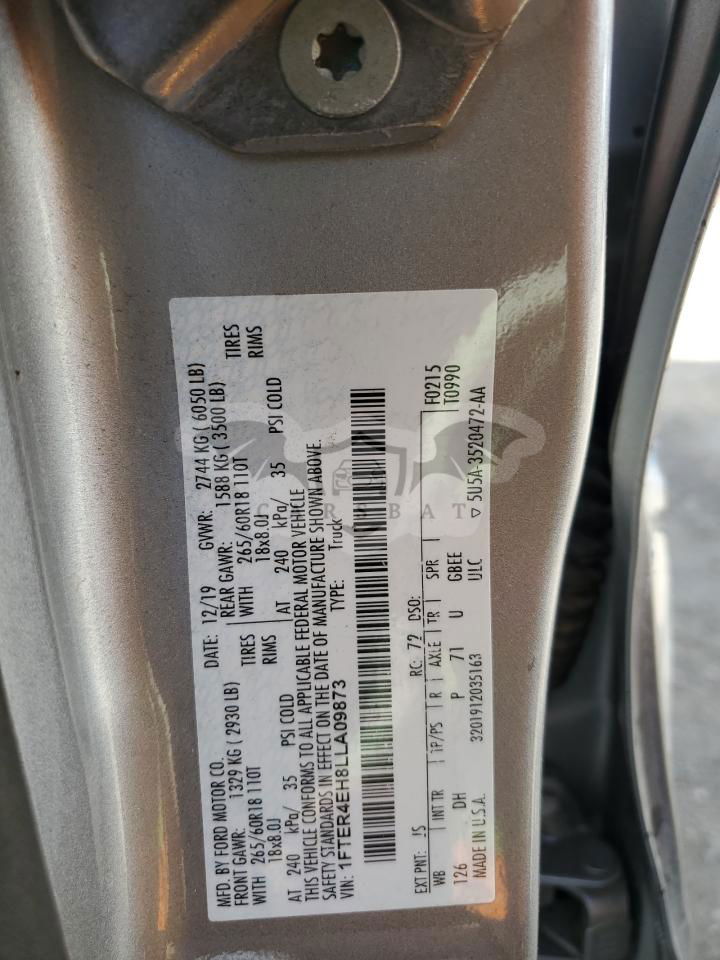 MFD. BY FORD MOTOR CO.
DATE: 12/19 GVWR: 2744 KG ( 6050 LB)
FRONT GAWR: 1329 KG ( 2930 LB)
REAR GAWR: 1588 KG ( 3500 LB)
WITH 265/60R18 110T TIRES
WITH 265/60R18 110T TIRES
18x8.0J RIMS
18x8.0J RIMS
AT 240 kPa/ 35 PSI COLD
AT 240 kPa/ 35 PSI COLD
THIS VEHICLE CONFORMS TO ALL APPLICABLE FEDERAL MOTOR VEHICLE
SAFETY STANDARDS IN EFFECT ON THE DATE OF MANUFACTURE SHOWN ABOVE.
VIN: 1FTER4EH8LLA09873 TYPE: Truck
EXT PNT: JS RC: 72 DSO: F0215
WB INT TR TP/PS R AXLE TR SPR T0990
126 DH P 71 U GBEE
MADE IN U.S.A. 3201912035163 ULC ▽ 5U5A-3520472-AA
CARSBAT